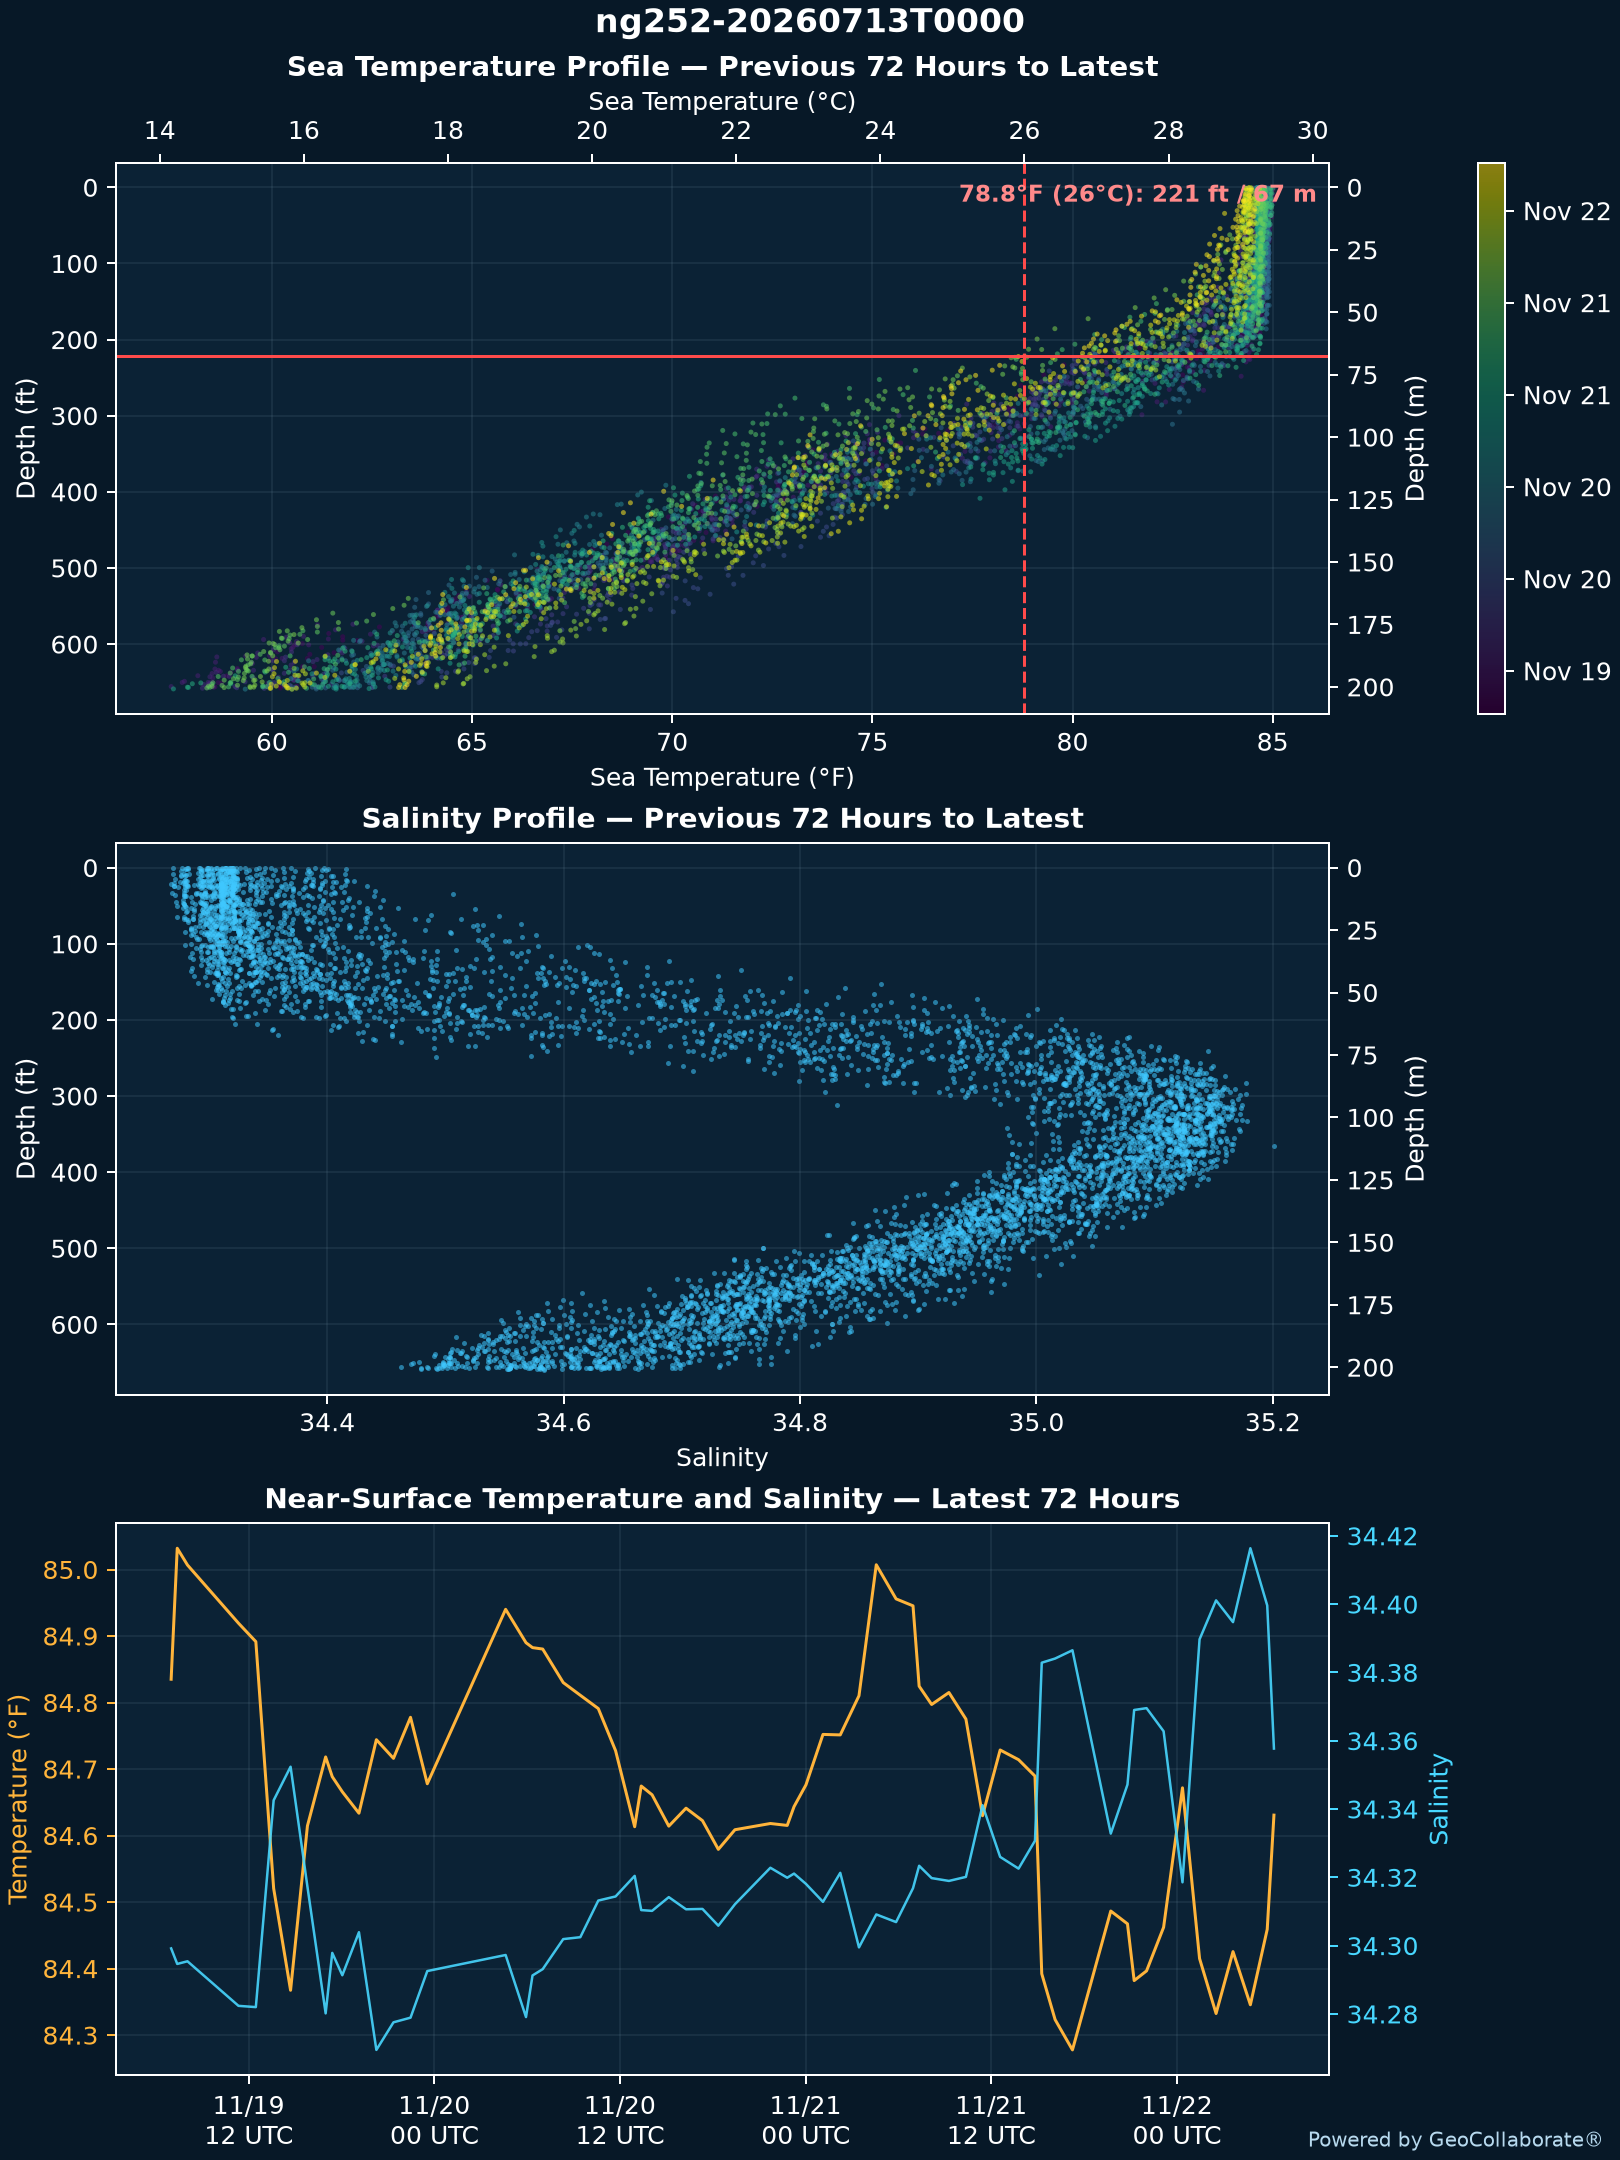 ng252-20260713T0000
Sea Temperature Profile — Previous 72 Hours to Latest
Sea Temperature (°C)
14 16 18 20 22 24 26 28 30
78.8°F (26°C): 221 ft / 67 m
Depth (ft)
0
100
200
300
400
500
600
Depth (m)
0
25
50
75
100
125
150
175
200
60 65 70 75 80 85
Sea Temperature (°F)
Nov 22
Nov 21
Nov 21
Nov 20
Nov 20
Nov 19
Salinity Profile — Previous 72 Hours to Latest
Depth (ft)
0
100
200
300
400
500
600
Depth (m)
0
25
50
75
100
125
150
175
200
34.4 34.6 34.8 35.0 35.2
Salinity
Near-Surface Temperature and Salinity — Latest 72 Hours
Temperature (°F)
85.0
84.9
84.8
84.7
84.6
84.5
84.4
84.3
Salinity
34.42
34.40
34.38
34.36
34.34
34.32
34.30
34.28
11/19 11/20 11/20 11/21 11/21 11/22
12 UTC 00 UTC 12 UTC 00 UTC 12 UTC 00 UTC
Powered by GeoCollaborate®